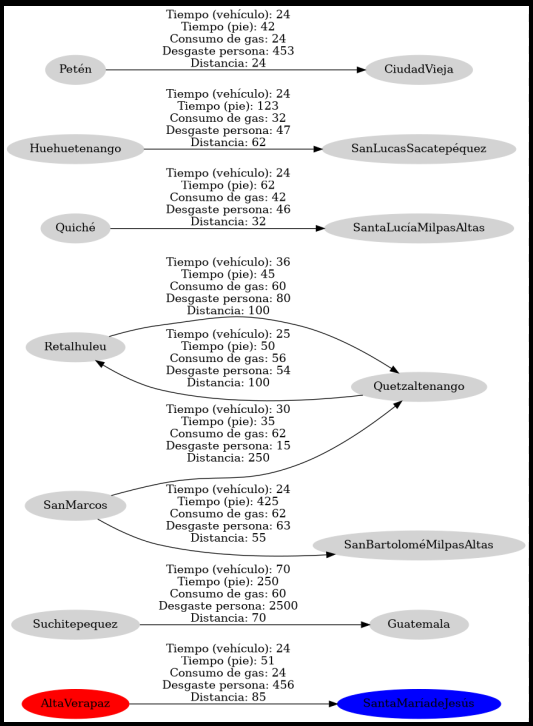 Tiempo (vehículo): 24
Tiempo (pie): 42
Consumo de gas: 24
Desgaste persona: 453
Distancia: 24
Petén
CiudadVieja
Tiempo (vehículo): 24
Tiempo (pie): 123
Consumo de gas: 32
Desgaste persona: 47
Distancia: 62
Huehuetenango
SanLucasSacatepéquez
Tiempo (vehículo): 24
Tiempo (pie): 62
Consumo de gas: 42
Desgaste persona: 46
Distancia: 32
Quiché
SantaLucíaMilpasAltas
Tiempo (vehículo): 36
Tiempo (pie): 45
Consumo de gas: 60
Desgaste persona: 80
Distancia: 100
Retalhuleu
Tiempo (vehículo): 25
Tiempo (pie): 50
Consumo de gas: 56
Desgaste persona: 54
Distancia: 100
Quetzaltenango
Tiempo (vehículo): 30
Tiempo (pie): 35
Consumo de gas: 62
Desgaste persona: 15
Distancia: 250
SanMarcos
Tiempo (vehículo): 24
Tiempo (pie): 425
Consumo de gas: 62
Desgaste persona: 63
Distancia: 55
SanBartoloméMilpasAltas
Tiempo (vehículo): 70
Tiempo (pie): 250
Consumo de gas: 60
Desgaste persona: 2500
Distancia: 70
Suchitepequez
Guatemala
Tiempo (vehículo): 24
Tiempo (pie): 51
Consumo de gas: 24
Desgaste persona: 456
Distancia: 85
AltaVerapaz
SantaMaríadeJesús